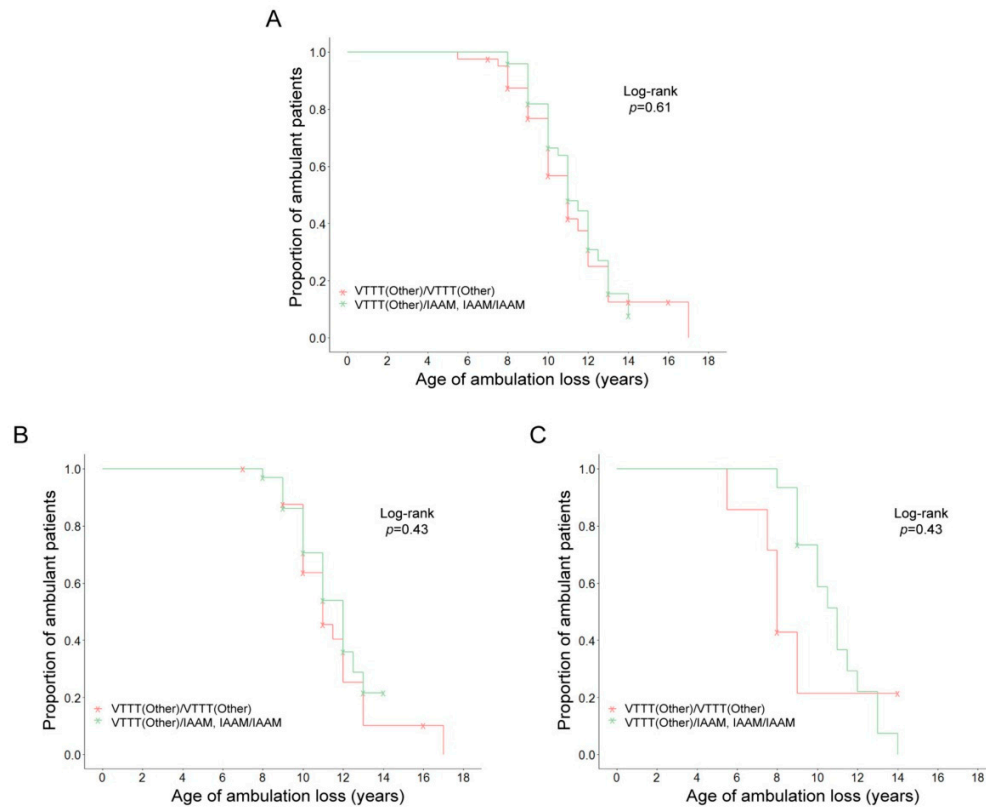 A
Proportion of ambulant patients
1.0
0.8
0.6
0.4
0.2
0.0
Log-rank
p=0.61
VTTT(Other)/VTTT(Other)
VTTT(Other)/IAAM, IAAM/IAAM
0 2 4 6 8 10 12 14 16 18
Age of ambulation loss (years)
B
Proportion of ambulant patients
1.0
0.8
0.6
0.4
0.2
0.0
Log-rank
p=0.43
VTTT(Other)/VTTT(Other)
VTTT(Other)/IAAM, IAAM/IAAM
0 2 4 6 8 10 12 14 16 18
Age of ambulation loss (years)
C
Proportion of ambulant patients
1.0
0.8
0.6
0.4
0.2
0.0
Log-rank
p=0.43
VTTT(Other)/VTTT(Other)
VTTT(Other)/IAAM, IAAM/IAAM
0 2 4 6 8 10 12 14 16 18
Age of ambulation loss (years)